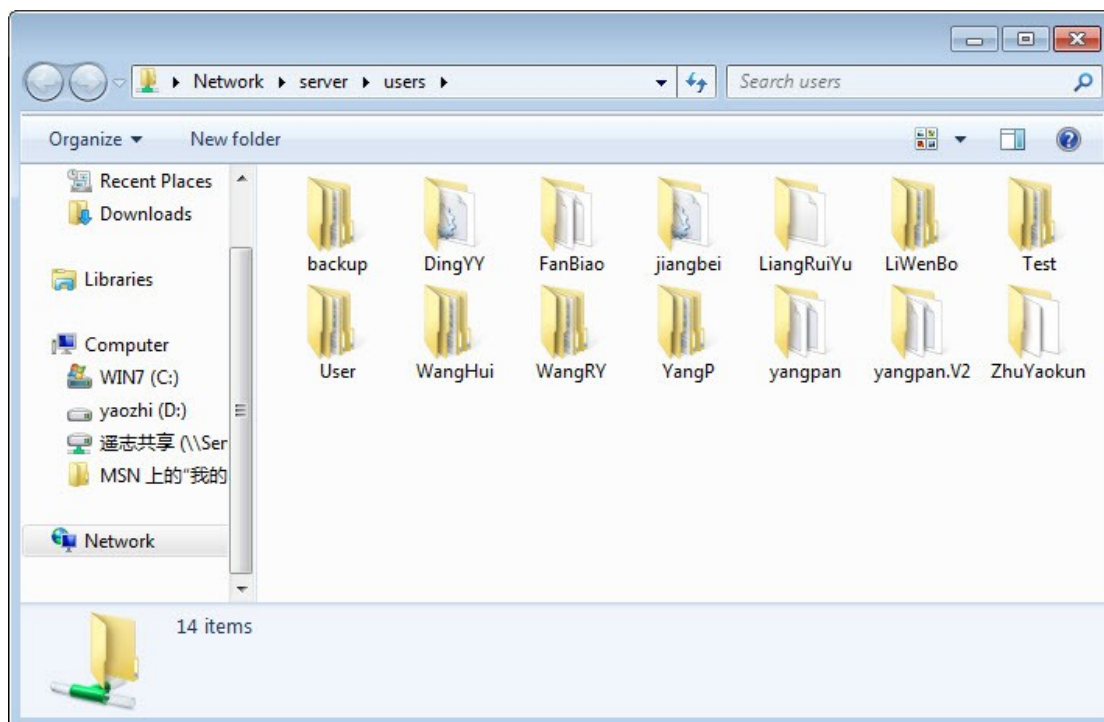 Network server users
Search users
Organize New folder
Recent Places
Downloads
Libraries
Computer
WIN7 (C:)
yaozhi (D:)
遥志共享 (\\Ser
MSN 上的"我的
Network
backup DingYY FanBiao jiangbei LiangRuiYu LiWenBo Test
User WangHui WangRY YangP yangpan yangpan.V2 ZhuYaokun
14 items